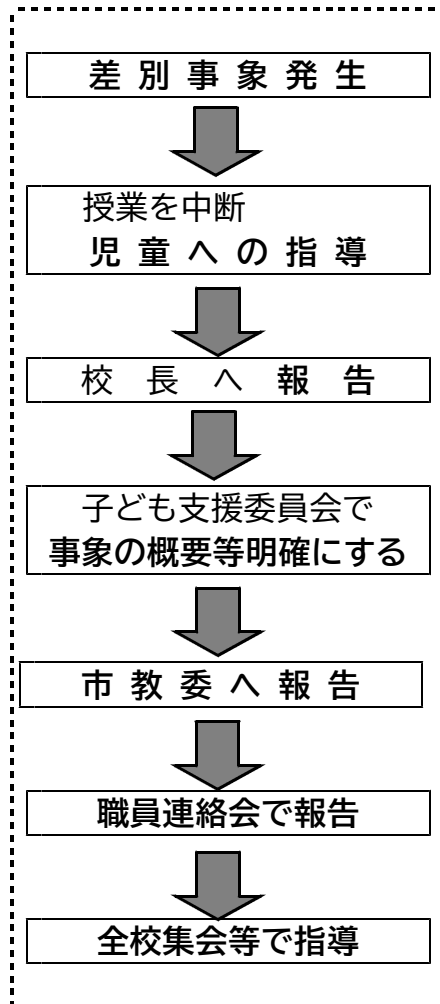 差別事象発生
授業を中断
児童への指導
校長へ報告
子ども支援委員会で
事象の概要等明確にする
市教委へ報告
職員連絡会で報告
全校集会等で指導